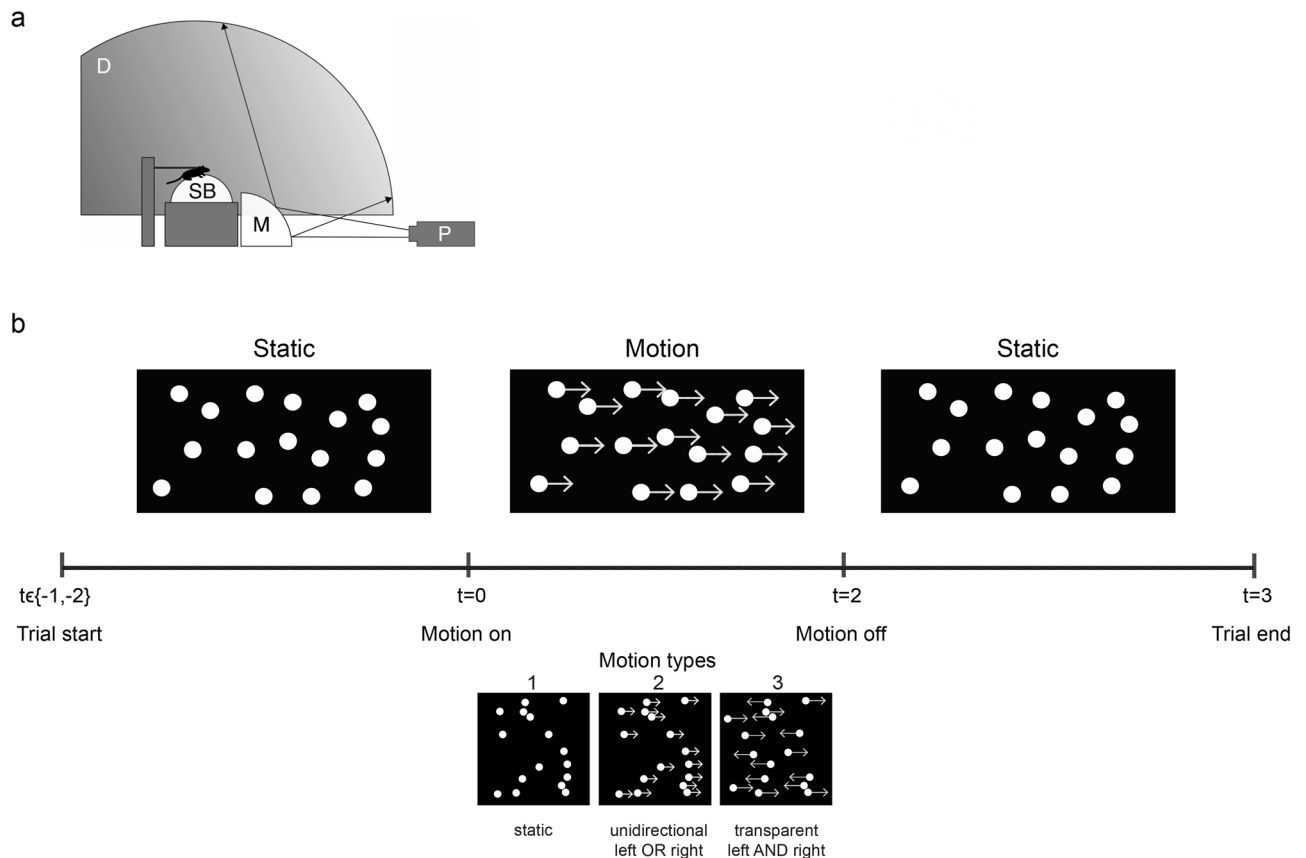 a
D
SB
M
P
b
Static Motion Static
tϵ{-1,-2} t=0 t=2 t=3
Trial start Motion on Motion off Trial end
Motion types
1 2 3
static unidirectional transparent
left OR right left AND right